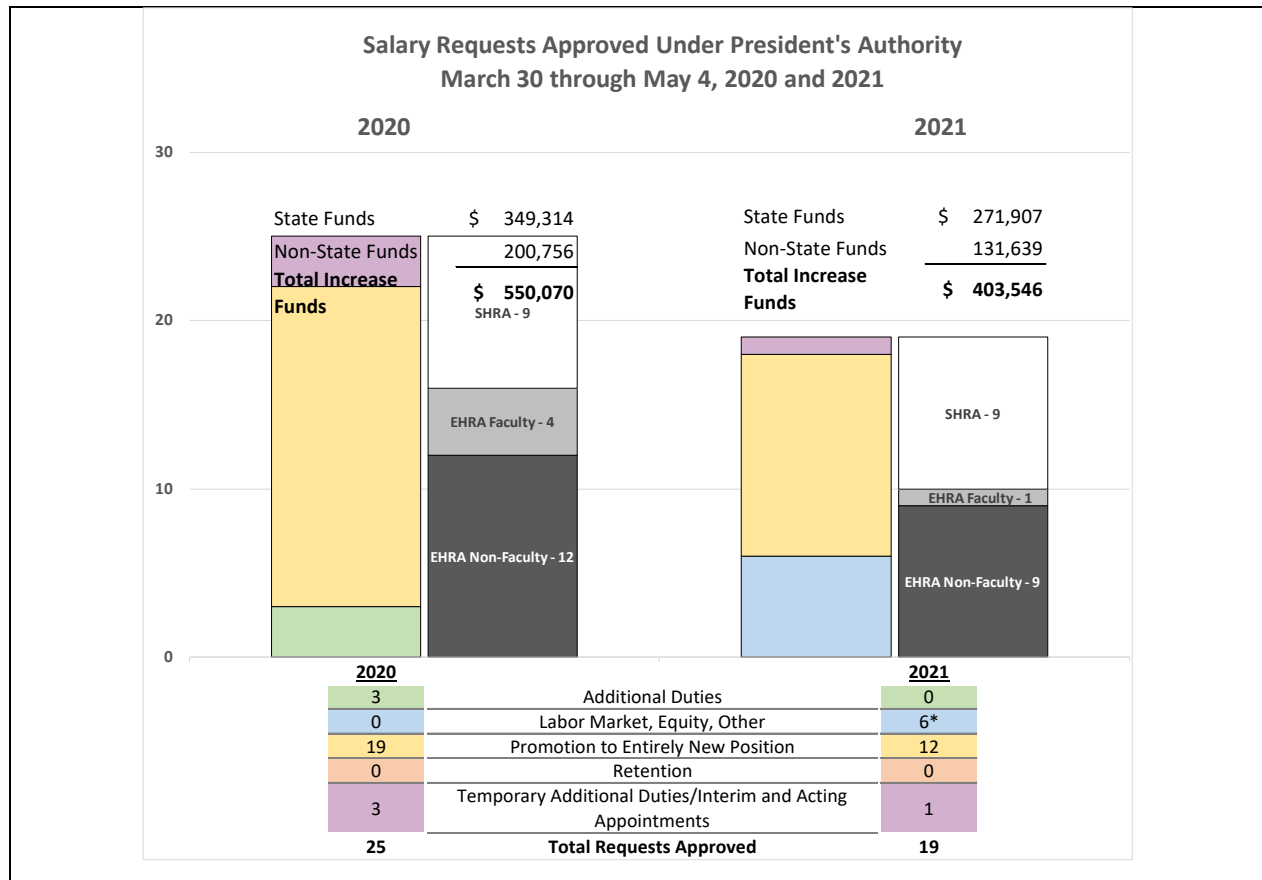 Salary Requests Approved Under President's Authority
March 30 through May 4, 2020 and 2021
2020 2021
30
State Funds $ 349,314
Non-State Funds 200,756
Total Increase
Funds
$ 550,070
State Funds $ 271,907
Non-State Funds 131,639
Total Increase
Funds
$ 403,546
SHRA - 9
EHRA Faculty - 4
EHRA Non-Faculty - 12
SHRA - 9
EHRA Faculty - 1
EHRA Non-Faculty - 9
20
10
0
2020 2021
3 Additional Duties 0
0 Labor Market, Equity, Other 6*
19 Promotion to Entirely New Position 12
0 Retention 0
3 Temporary Additional Duties/Interim and Acting
Appointments 1
25 Total Requests Approved 19